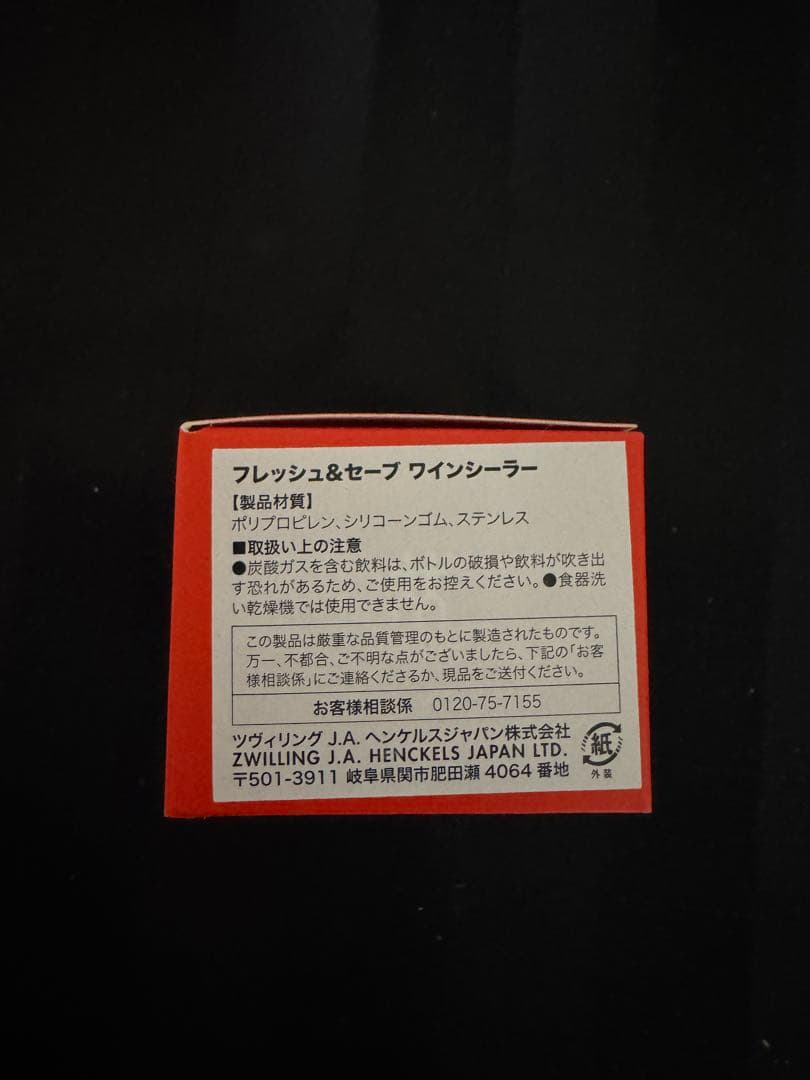 フレッシュ&セーブ ワインシーラー
【製品材質】
ポリプロピレン、シリコーンゴム、ステンレス
■取扱い上の注意
●炭酸ガスを含む飲料は、ボトルの破損や飲料が吹き出
す恐れがあるため、ご使用をお控えください。●食器洗
い乾燥機では使用できません。
この製品は厳重な品質管理のもとに製造されたものです。
万一、不都合、ご不明な点がございましたら、下記の「お客
様相談係」にご連絡くださるか、現品をご送付ください。
お客様相談係 0120-75-7155
ツヴィリング J.A. ヘンケルスジャパン株式会社
ZWILLING J.A. HENCKELS JAPAN LTD.
〒501-3911 岐阜県関市肥田瀬 4064 番地
紙
外装